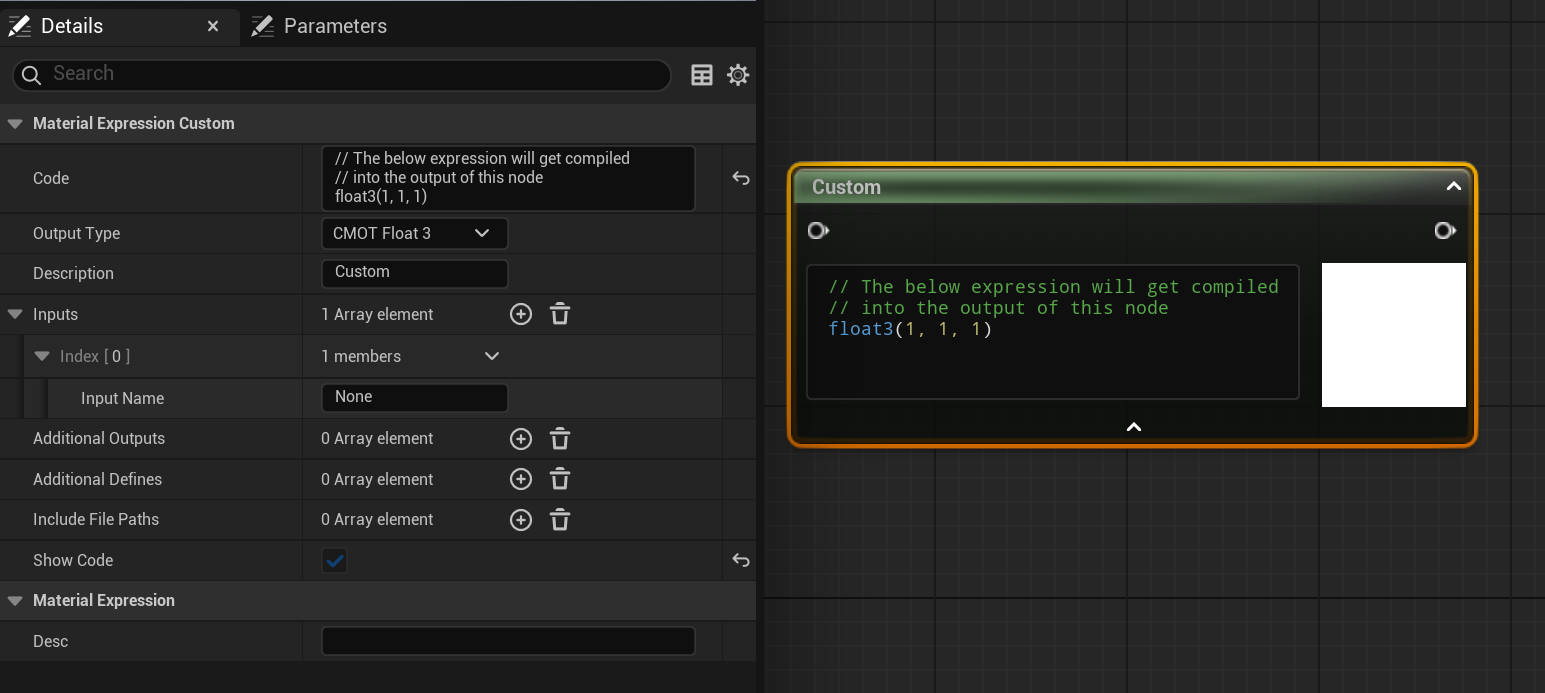 Details
Parameters
Search
Material Expression Custom
Code
// The below expression will get compiled
// into the output of this node
float3(1, 1, 1)
Output Type
CMOT Float 3
Description
Custom
Inputs
1 Array element
Index [ 0 ]
1 members
Input Name
None
Additional Outputs
0 Array element
Additional Defines
0 Array element
Include File Paths
0 Array element
Show Code
Material Expression
Desc
Custom
// The below expression will get compiled
// into the output of this node
float3(1, 1, 1)